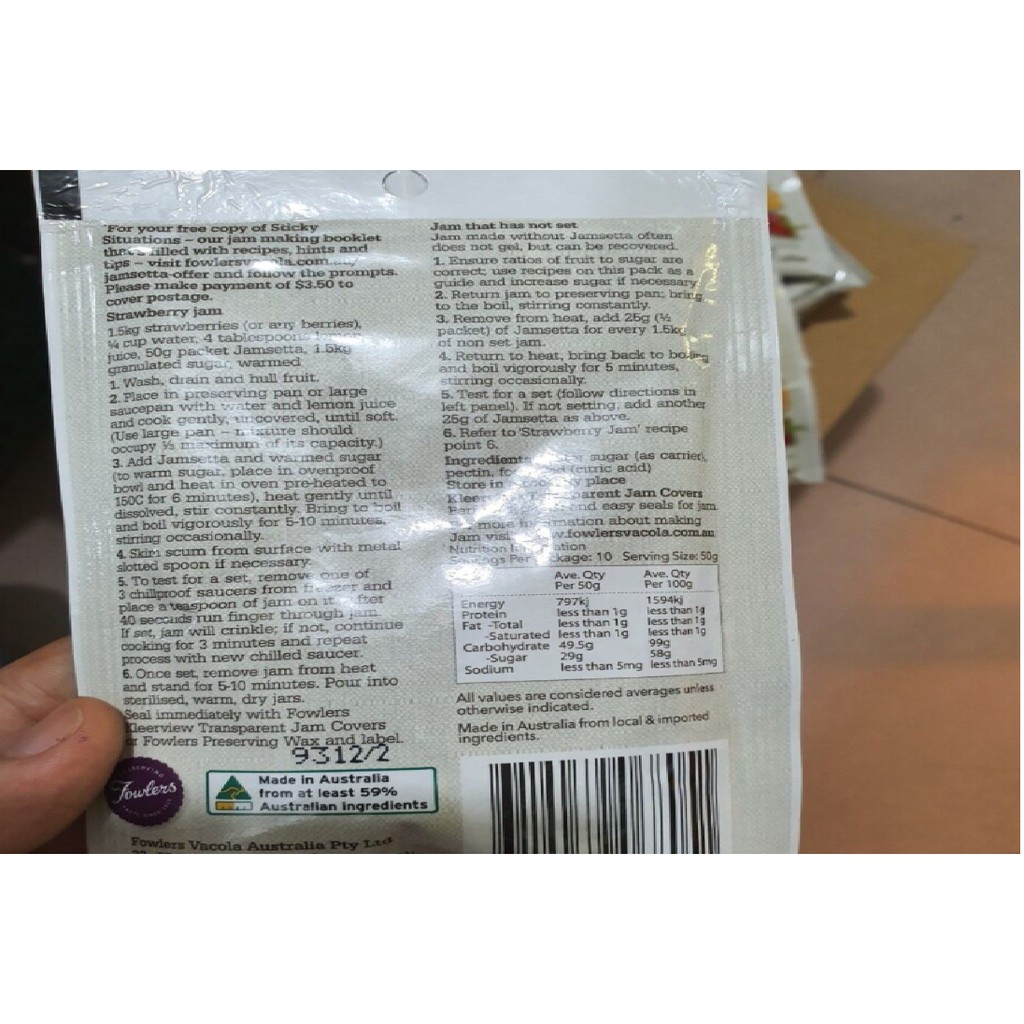 For your free copy of Sticky
Situations – our jam making booklet
filled with recipes, hints and
tips – visit
jamsetta-offer and follow the prompts.
Please make payment of $3.50 to
cover postage.
Strawberry jam
1.5kg strawberries (or any berries),
¼ cup water, 4 tablespoons lemon
juice, 50g packet Jamsetta, 1.5kg
granulated sugar, warmed
1. Wash, drain and hull fruit.
2. Place in preserving pan or large
saucepan with water and lemon juice
and cook gently, uncovered, until soft.
(Use large pan – mixture should
occupy ⅓ maximum of its capacity.)
3. Add Jamsetta and warmed sugar
(to warm sugar, place in ovenproof
bowl and heat in oven pre-heated to
150C for 6 minutes), heat gently until
dissolved, stir constantly. Bring to boil
and boil vigorously for 5-10 minutes,
stirring occasionally.
4. Skim scum from surface with metal
slotted spoon if necessary.
5. To test for a set, remove one of
3 chillproof saucers from freezer and
place a teaspoon of jam on it. After
40 seconds run finger through jam.
If set, jam will crinkle; if not, continue
cooking for 3 minutes and repeat
process with new chilled saucer.
6. Once set, remove jam from heat
and stand for 5-10 minutes. Pour into
sterilised, warm, dry jars.
Seal immediately with Fowlers
Kleerview Transparent Jam Covers
or Fowlers Preserving Wax and label.
9312/2
Fowlers
Made in Australia
from at least 59%
Australian ingredients
Fowlers Vacola Australia Pty Ltd
Jam that has not set
Jam made without Jamsetta often
does not gel, but can be recovered.
1. Ensure ratios of fruit to sugar are
correct; use recipes on this pack as a
guide and increase sugar if necessary.
2. Return jam to preserving pan; bring
to the boil, stirring constantly.
3. Remove from heat, add 25g (½
packet) of Jamsetta for every 1.5kg
of non set jam.
4. Return to heat, bring back to boiling
and boil vigorously for 5 minutes,
stirring occasionally.
5. Test for a set (follow directions in
left panel). If not setting, add another
25g of Jamsetta as above.
6. Refer to 'Strawberry Jam' recipe
point 6.
Ingredients sugar (as carrier),
pectin, (citric acid)
Store in place
Transparent Jam Covers
and easy seals for jam
more information about making
Jam visit www.fowlersvacola.com.au
Nutrition Information
Servings Per Package: 10 Serving Size: 50g
Ave. Qty Ave. Qty
Per 50g Per 100g
Energy 797kj 1594kj
Protein less than 1g less than 1g
Fat -Total less than 1g less than 1g
-Saturated less than 1g less than 1g
Carbohydrate 49.5g 99g
-Sugar 29g 58g
Sodium less than 5mg less than 5mg
All values are considered averages unless
otherwise indicated.
Made in Australia from local & imported
ingredients.